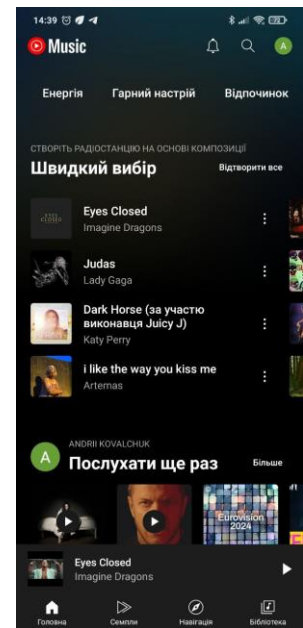 14:39
Music
A
Енергія Гарний настрій Відпочинок
СТВОРІТЬ РАДІОСТАНЦІЮ НА ОСНОВІ КОМПОЗИЦІЇ
Швидкий вибір Відтворити все
Eyes Closed
Imagine Dragons
Judas
Lady Gaga
Dark Horse (за участю
виконавця Juicy J)
Katy Perry
i like the way you kiss me
Artemas
A
ANDRII KOVALCHUK
Послухати ще раз Більше
Eurovision
2024
Eyes Closed
Imagine Dragons
Головна Семпли Навігація Бібліотека